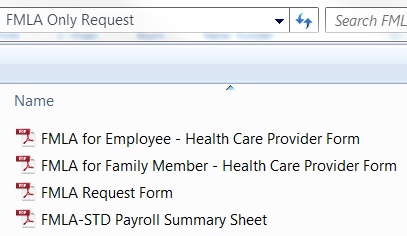 FMLA Only Request
Search FML
Name
FMLA for Employee - Health Care Provider Form
FMLA for Family Member - Health Care Provider Form
FMLA Request Form
FMLA-STD Payroll Summary Sheet